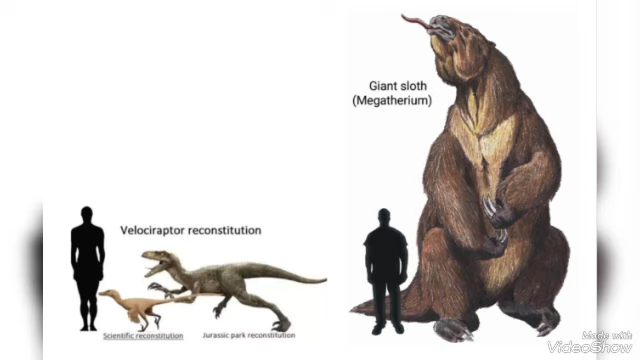 Velociraptor reconstitution
Scientific reconstitution
Jurassic park reconstitution
Giant sloth
(Megatherium)
Made with
VideoShow